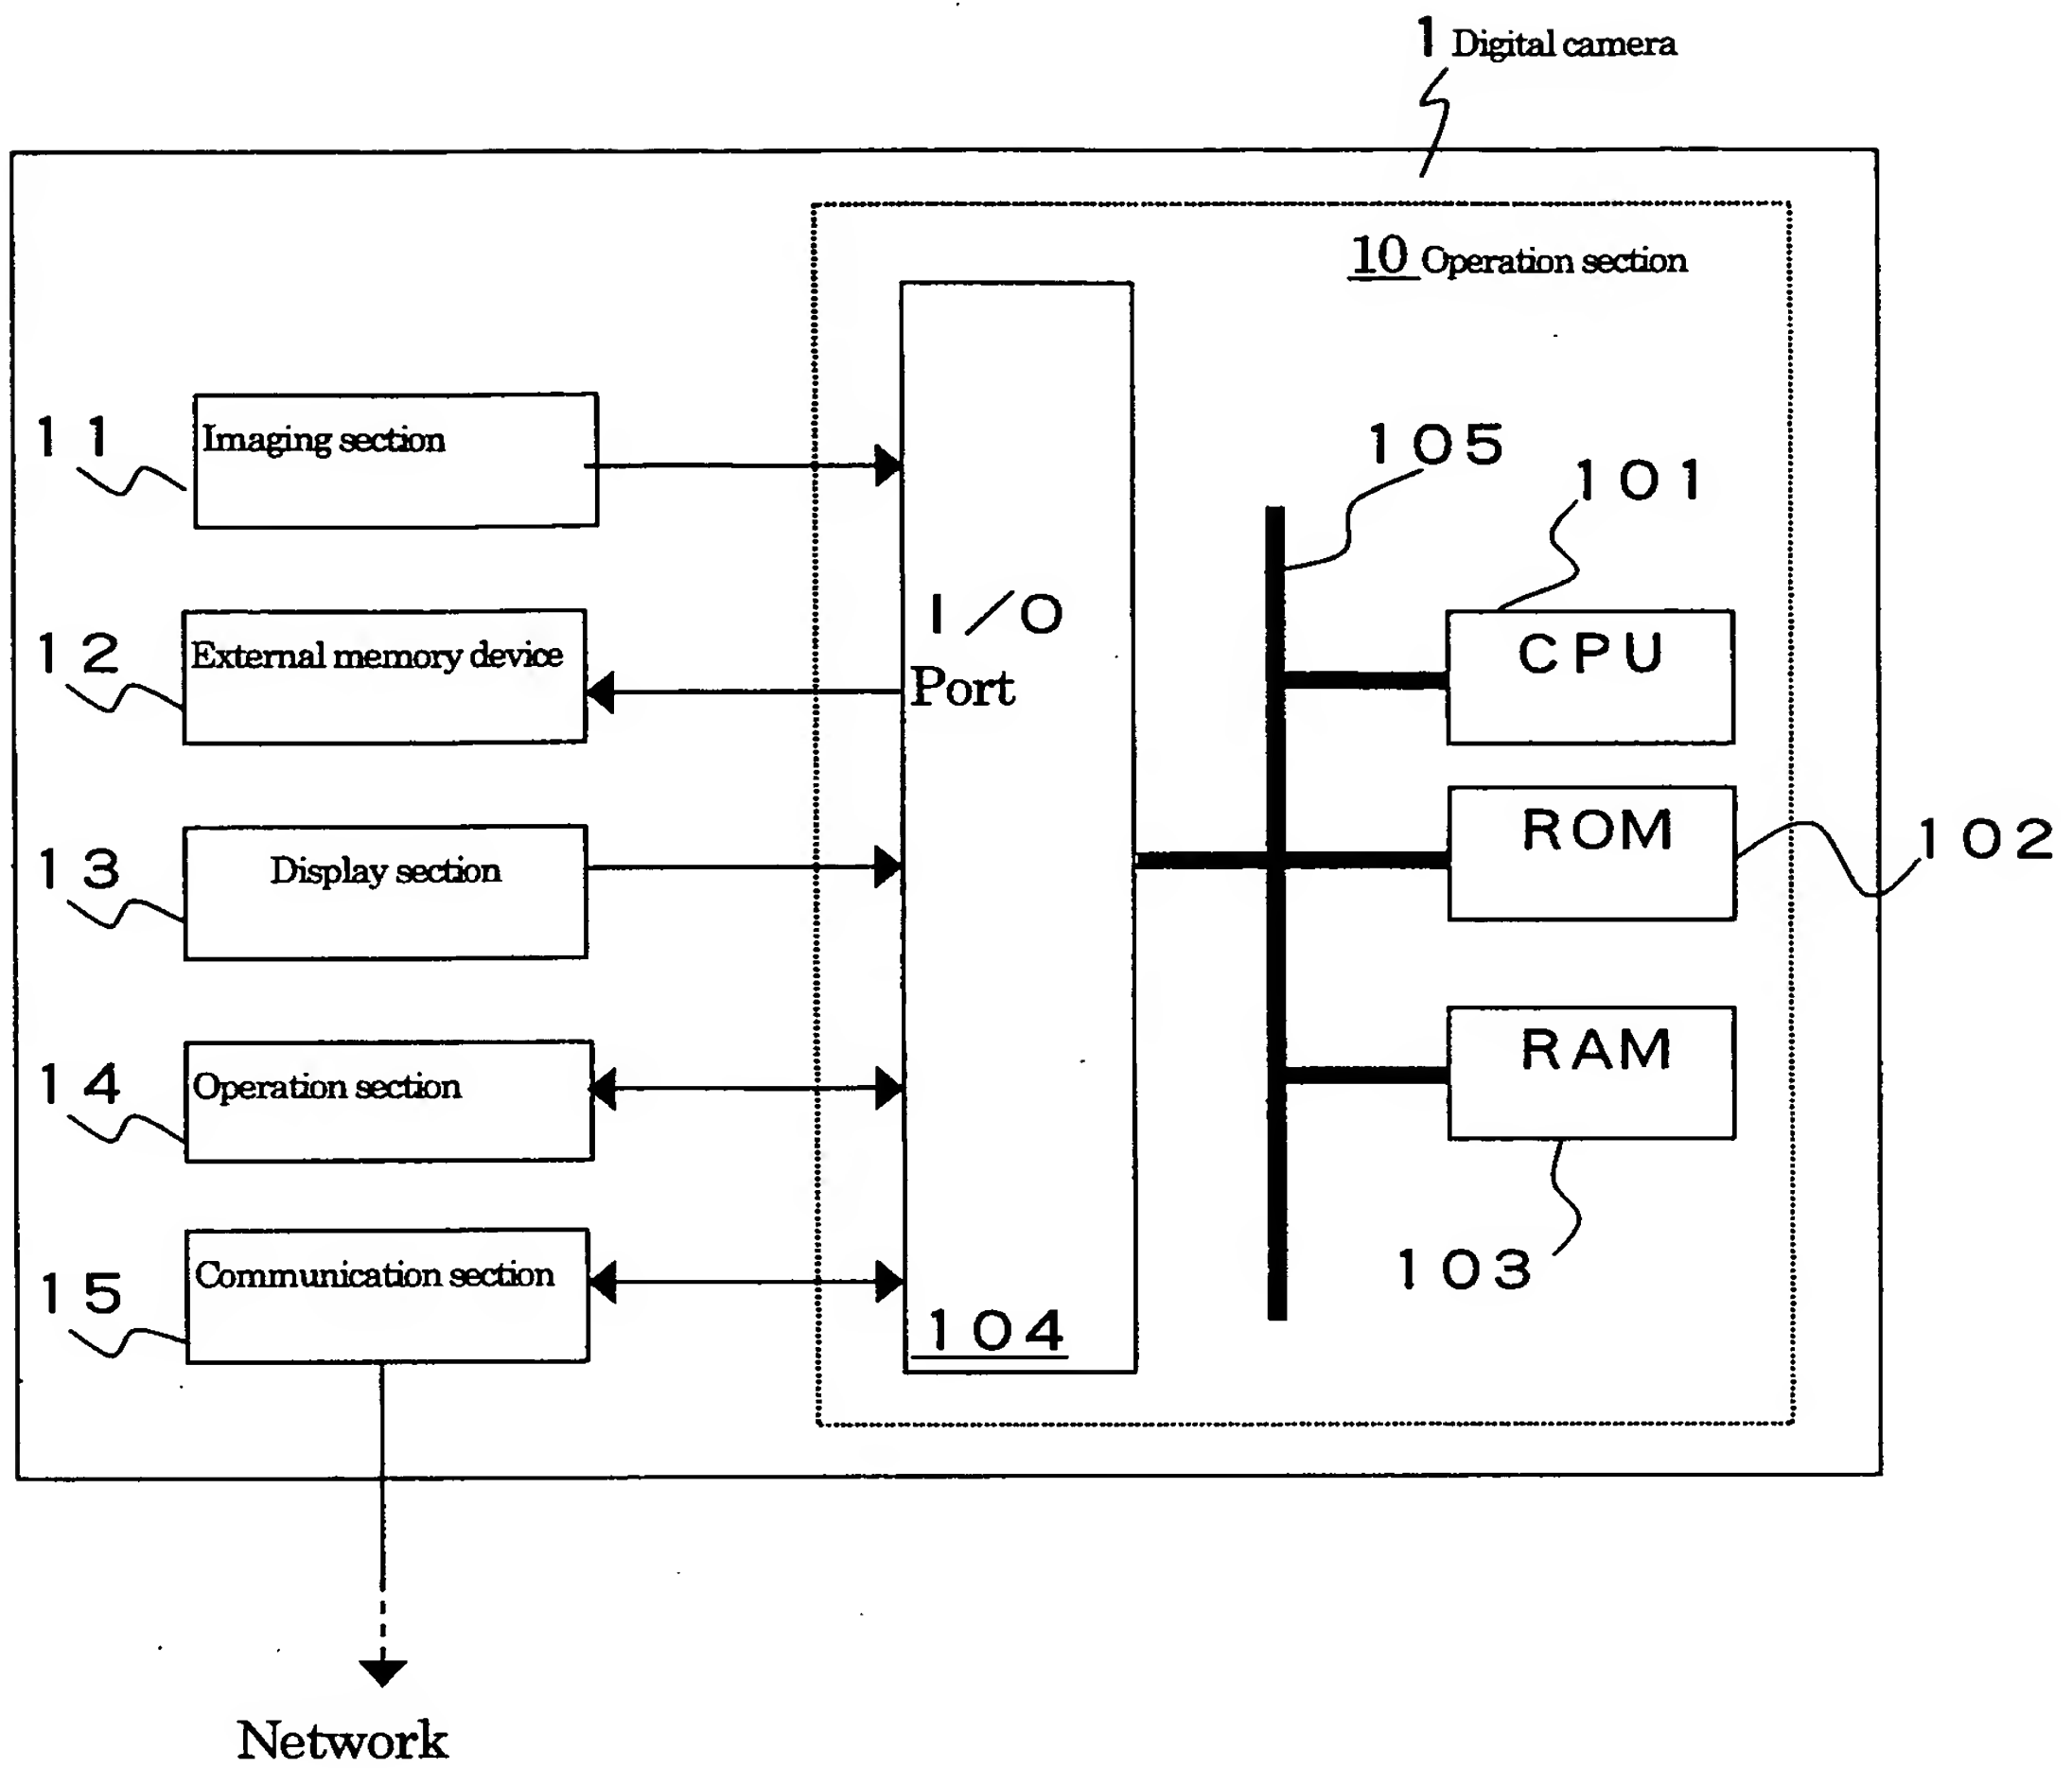 1 Digital camera
10 Operation section
11
Imaging section
105
101
I/O
Port
12
External memory device
CPU
13
Display section
ROM
102
14
Operation section
RAM
15
Communication section
103
104
Network